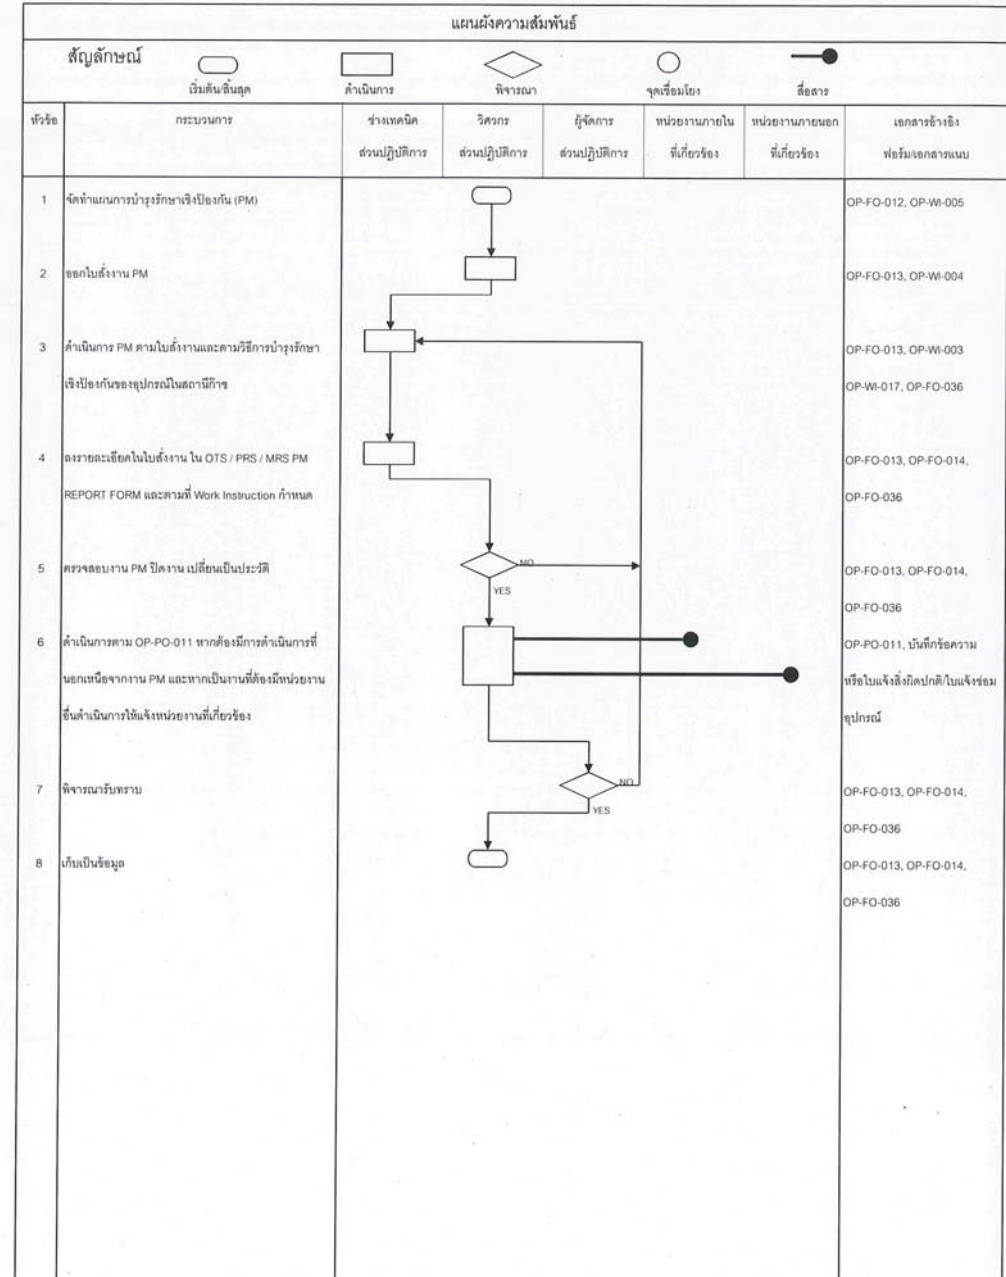 แผนผังความสัมพันธ์
สัญลักษณ์
เริ่มต้น/สิ้นสุด ดำเนินการ พิจารณา จุดเชื่อมโยง สื่อสาร
หัวข้อ กระบวนการ ช่างเทคนิค วิศวกร ผู้จัดการ หน่วยงานภายใน หน่วยงานภายนอก เอกสารอ้างอิง
ส่วนปฏิบัติการ ส่วนปฏิบัติการ ส่วนปฏิบัติการ ที่เกี่ยวข้อง ที่เกี่ยวข้อง ฟอร์ม/เอกสารแนบ
1 จัดทำแผนการบำรุงรักษาเชิงป้องกัน (PM) OP-FO-012, OP-WI-005
2 ออกใบสั่งงาน PM OP-FO-013, OP-WI-004
3 ดำเนินการ PM ตามใบสั่งงานและตามวิธีการบำรุงรักษา OP-FO-013, OP-WI-003
เชิงป้องกันของอุปกรณ์ในสถานีก๊าซ OP-WI-017, OP-FO-036
4 ลงรายละเอียดในใบสั่งงาน ใน OTS / PRS / MRS PM OP-FO-013, OP-FO-014,
REPORT FORM และตามที่ Work Instruction กำหนด OP-FO-036
5 ตรวจสอบงาน PM ปิดงาน เปลี่ยนเป็นประวัติ NO OP-FO-013, OP-FO-014,
YES
OP-FO-036
6 ดำเนินการตาม OP-PO-011 หากต้องมีการดำเนินการที่ OP-PO-011, บันทึกข้อความ
นอกเหนือจากงาน PM และหากเป็นงานที่ต้องมีหน่วยงาน หรือใบแจ้งสิ่งผิดปกติ/ใบแจ้งซ่อม
อื่นดำเนินการให้แจ้งหน่วยงานที่เกี่ยวข้อง อุปกรณ์
7 พิจารณารับทราบ NO OP-FO-013, OP-FO-014,
YES
OP-FO-036
8 เก็บเป็นข้อมูล OP-FO-013, OP-FO-014,
OP-FO-036